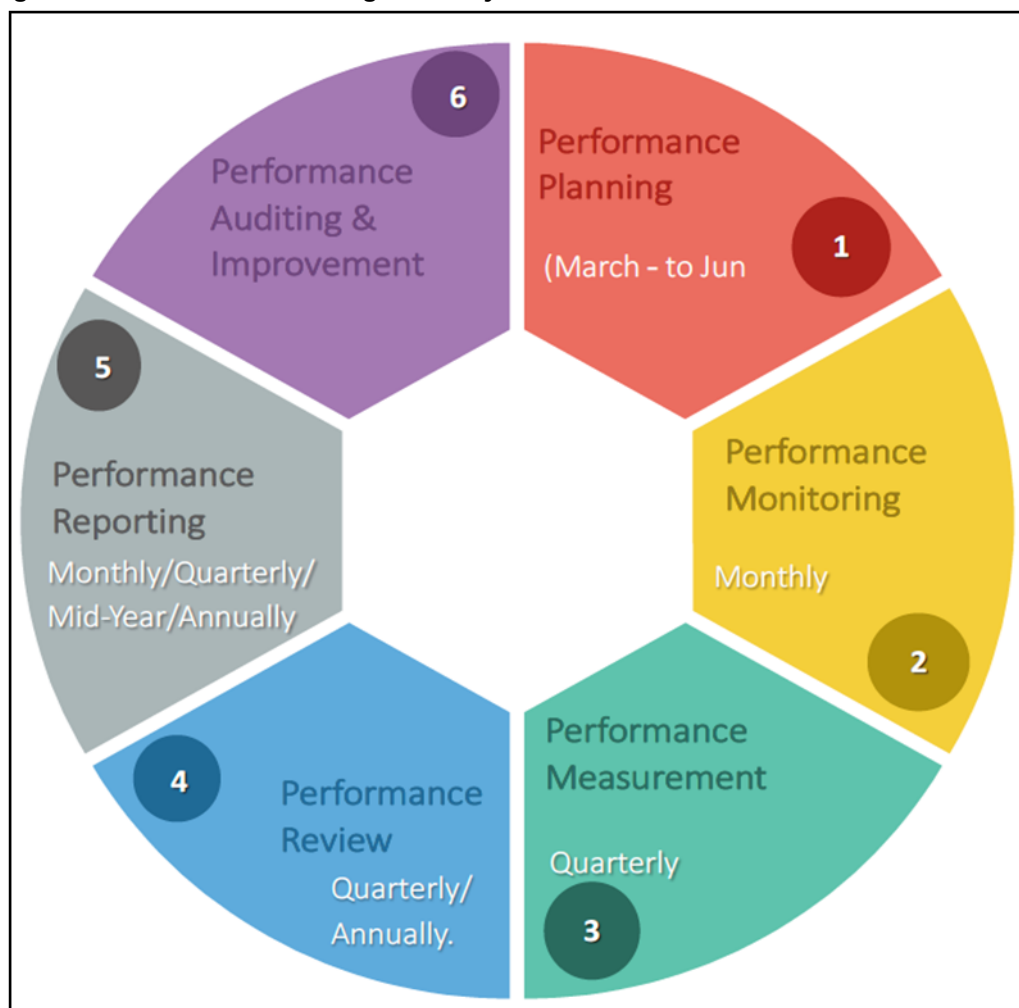 Performance
Planning
(March - to Jun
1
Performance
Monitoring
Monthly
2
Performance
Measurement
Quarterly
3
4
Performance
Review
Quarterly/
Annually.
5
Performance
Reporting
Monthly/Quarterly/
Mid-Year/Annually
6
Performance
Auditing &
Improvement